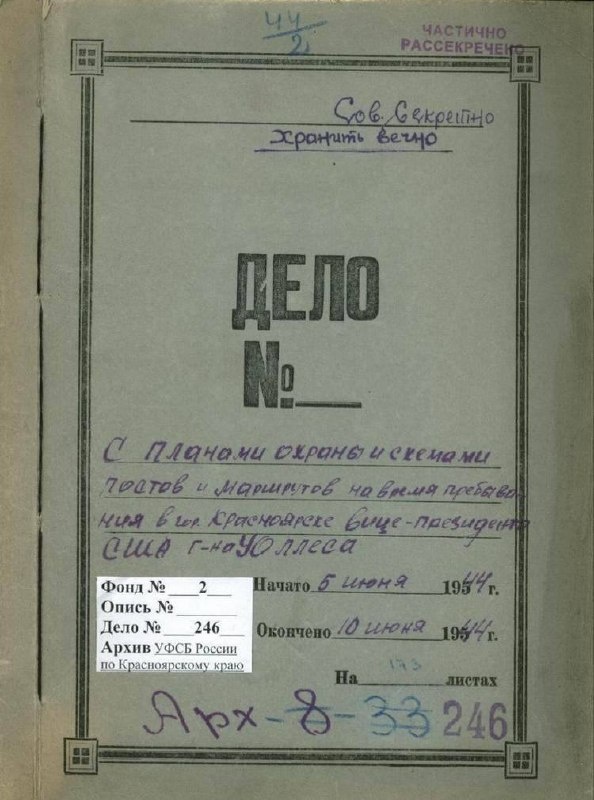 44/2
ЧАСТИЧНО
РАССЕКРЕЧЕНО
Сов. Секретно
Хранить вечно
ДЕЛО
№
С планами охраны и схемами
постов и маршрутов на время пребыва-
ния в гор. Красноярске вице-президента
США г-на УОллеса
Фонд № 2
Опись №
Дело № 246
Архив УФСБ России
по Красноярскому краю
Начато 5 июня 1944 г.
Окончено 10 июня 1944 г.
На 173 листах
Арх-8-33 246